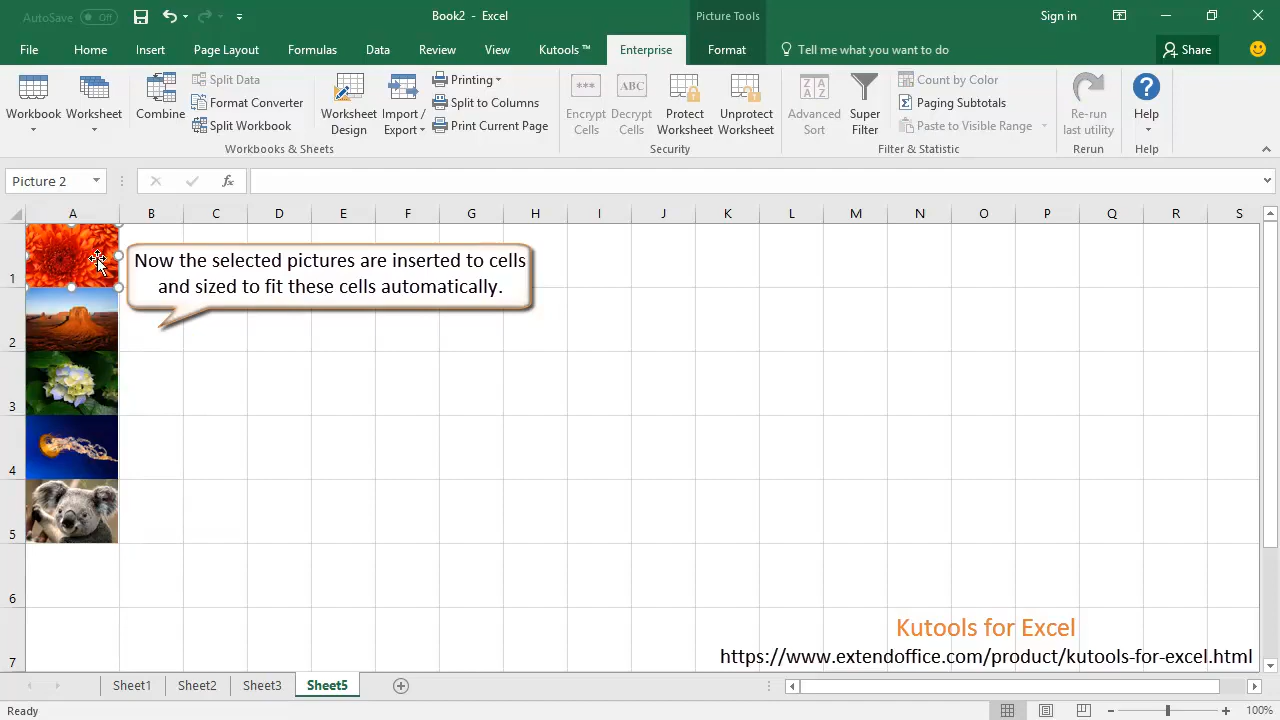 AutoSave Off
Book2 - Excel
Picture Tools
Sign in
File Home Insert Page Layout Formulas Data Review View Kutools ™ Enterprise Format Tell me what you want to do Share
Workbook
Worksheet
Combine
Split Data
Format Converter
Split Workbook
Workbooks & Sheets
Worksheet
Design
Import /
Export
Printing
Split to Columns
Print Current Page
Encrypt
Cells
ABC
Decrypt
Cells
Protect
Worksheet
Unprotect
Worksheet
Security
Z A
A Z
Advanced
Sort
Super
Filter
Count by Color
Paging Subtotals
Paste to Visible Range
Filter & Statistic
Re-run
last utility
Rerun
Help
Help
Picture 2
fx
A B C D E F G H I J K L M N O P Q R S
Now the selected pictures are inserted to cells
and sized to fit these cells automatically.
1
2
3
4
5
6
7
Kutools for Excel
https://www.extendoffice.com/product/kutools-for-excel.html
Sheet1 Sheet2 Sheet3 Sheet5
Ready
100%